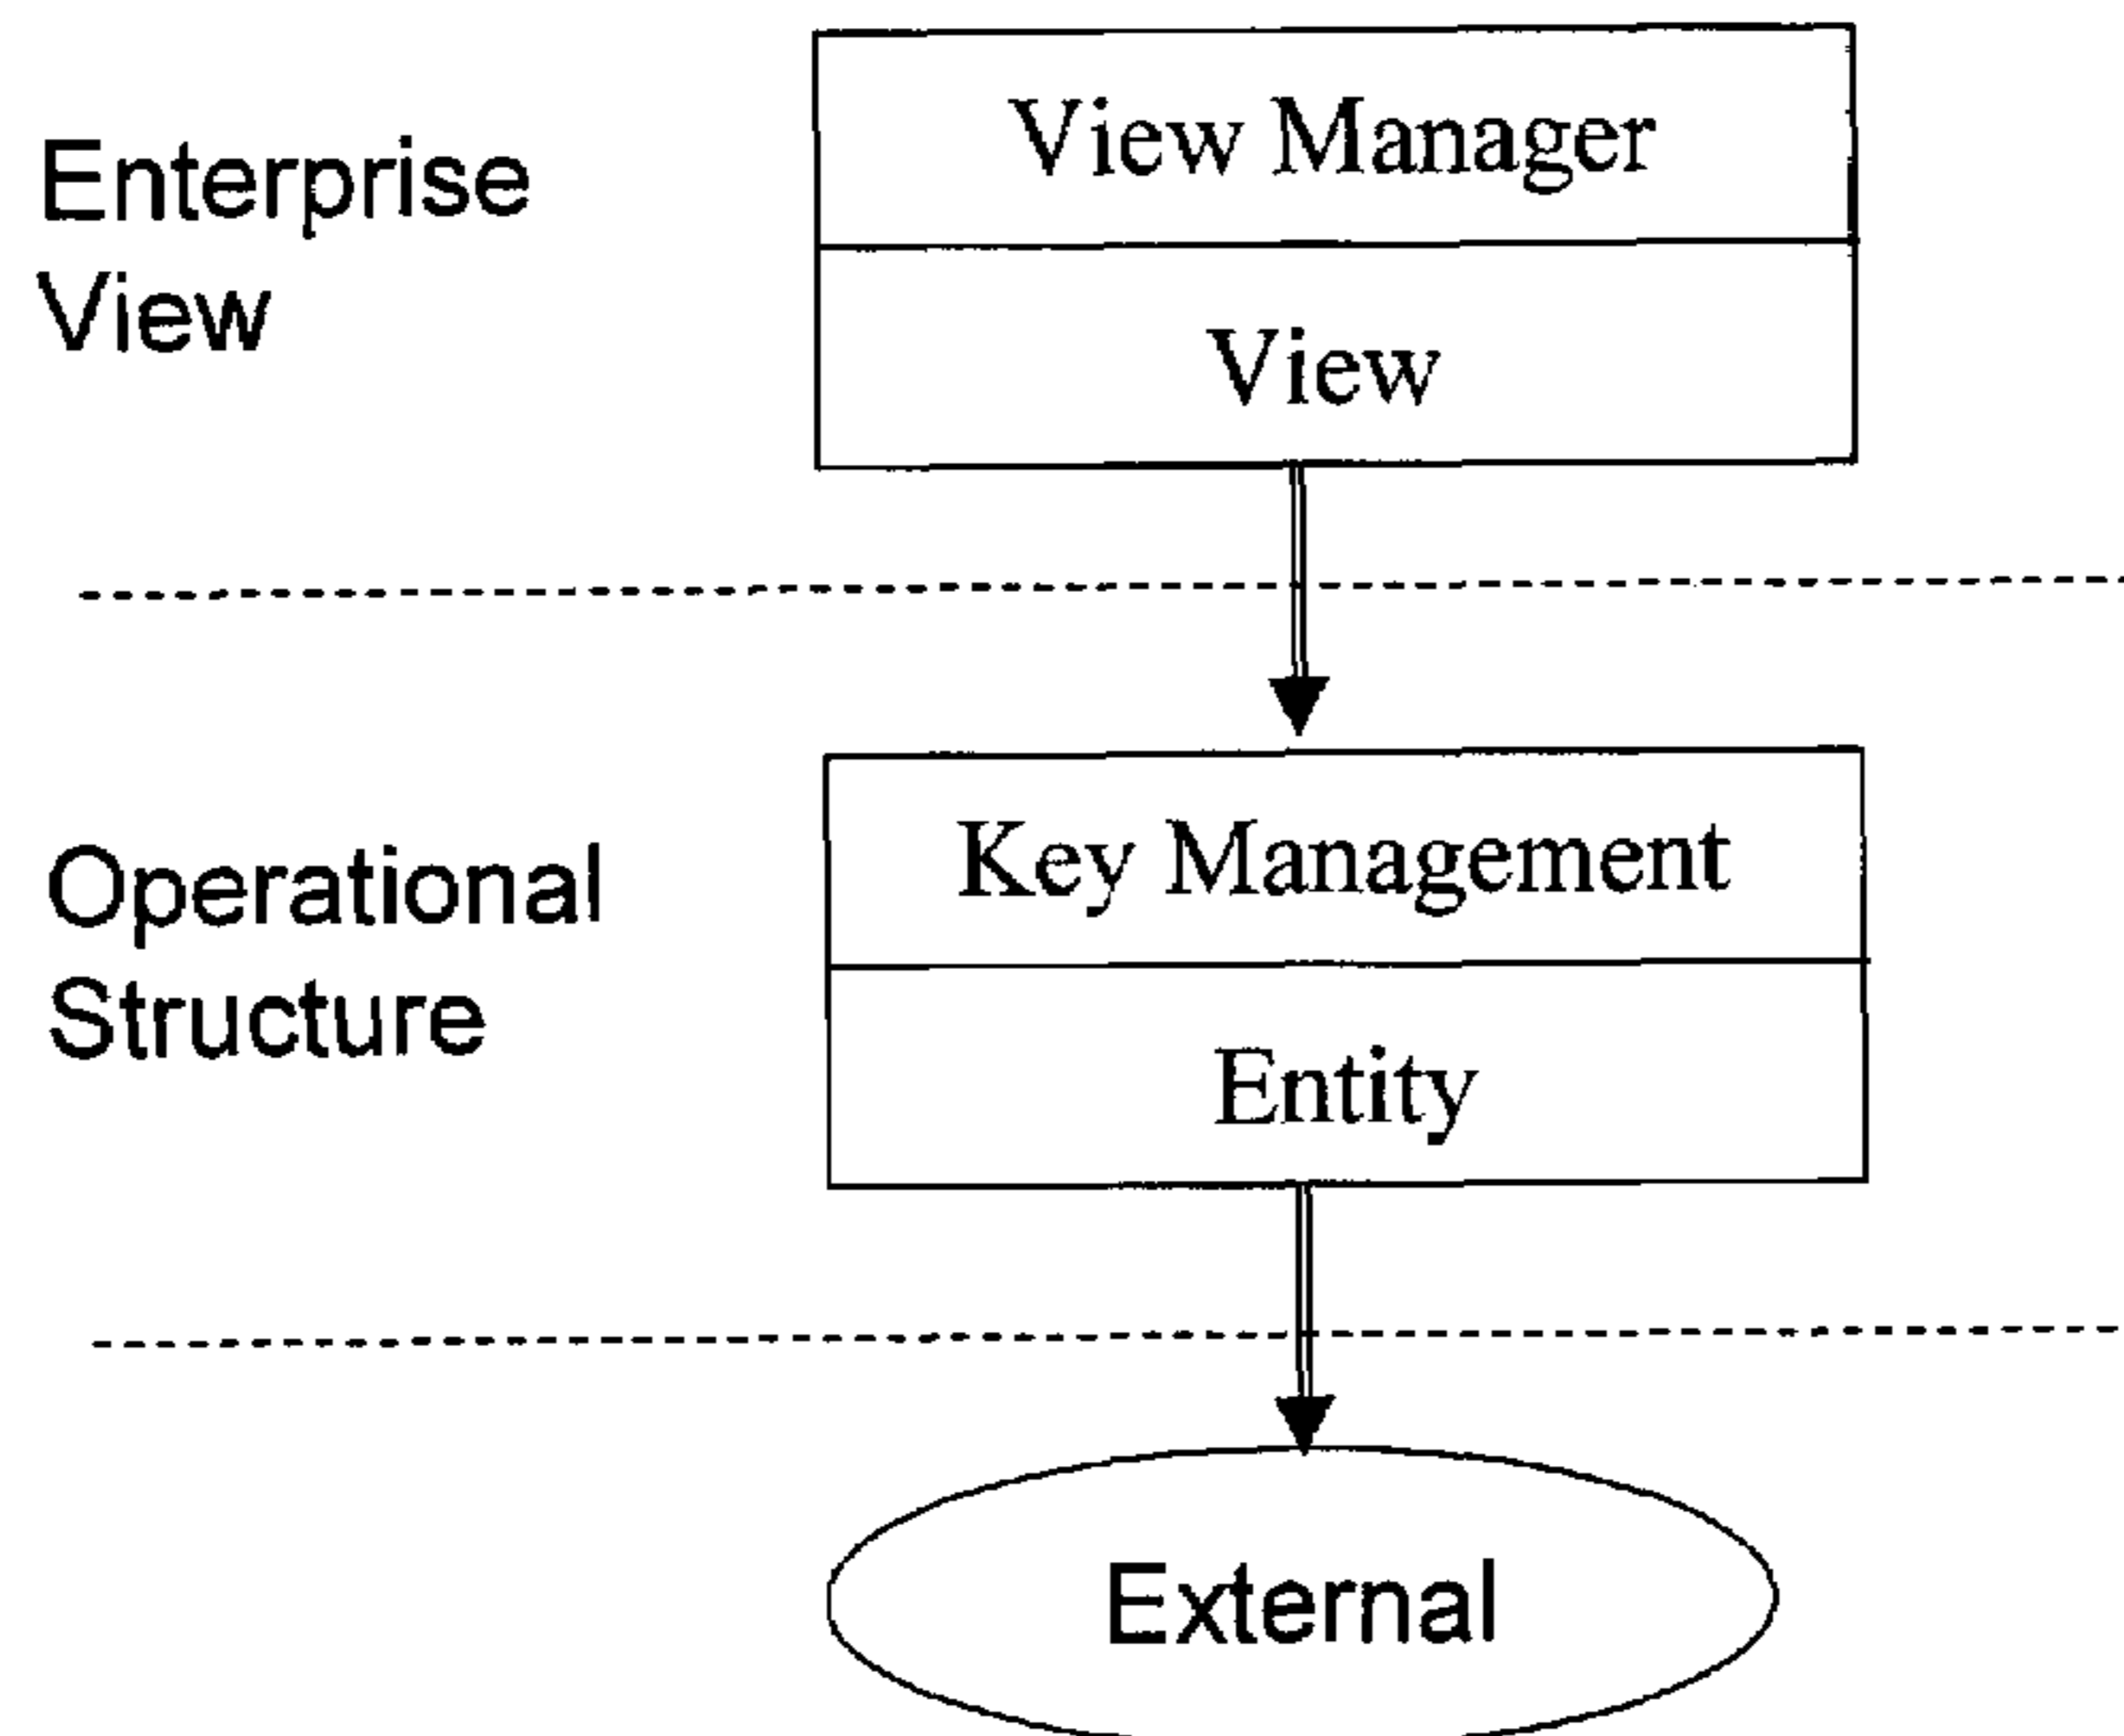 Enterprise
View
View Manager
View
Operational
Structure
Key Management
Entity
External